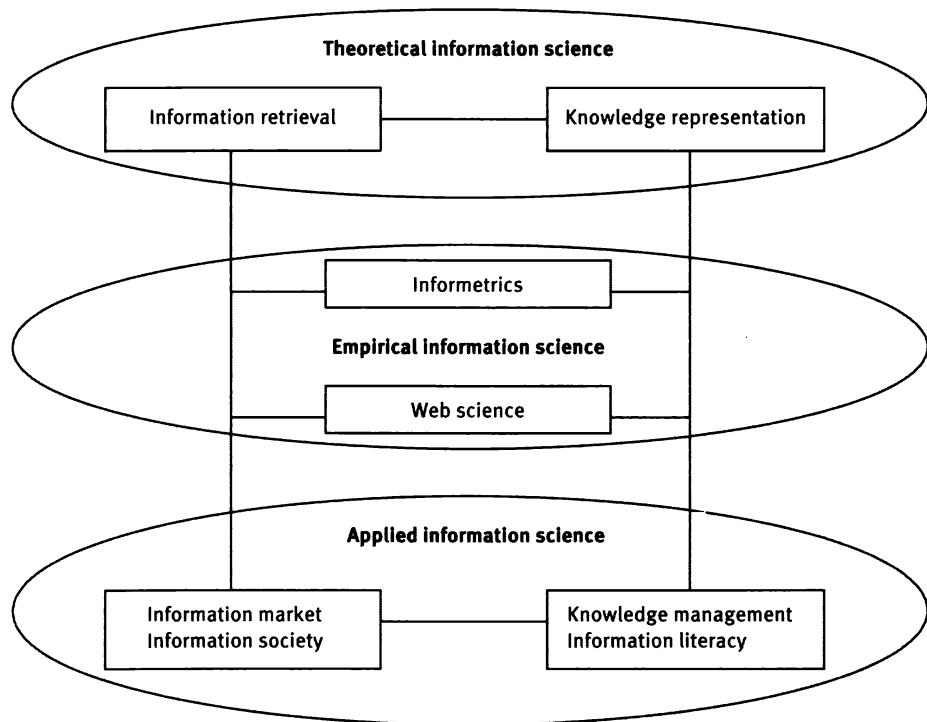 Theoretical information science
Information retrieval
Knowledge representation
Informetrics
Empirical information science
Web science
Applied information science
Information market
Information society
Knowledge management
Information literacy